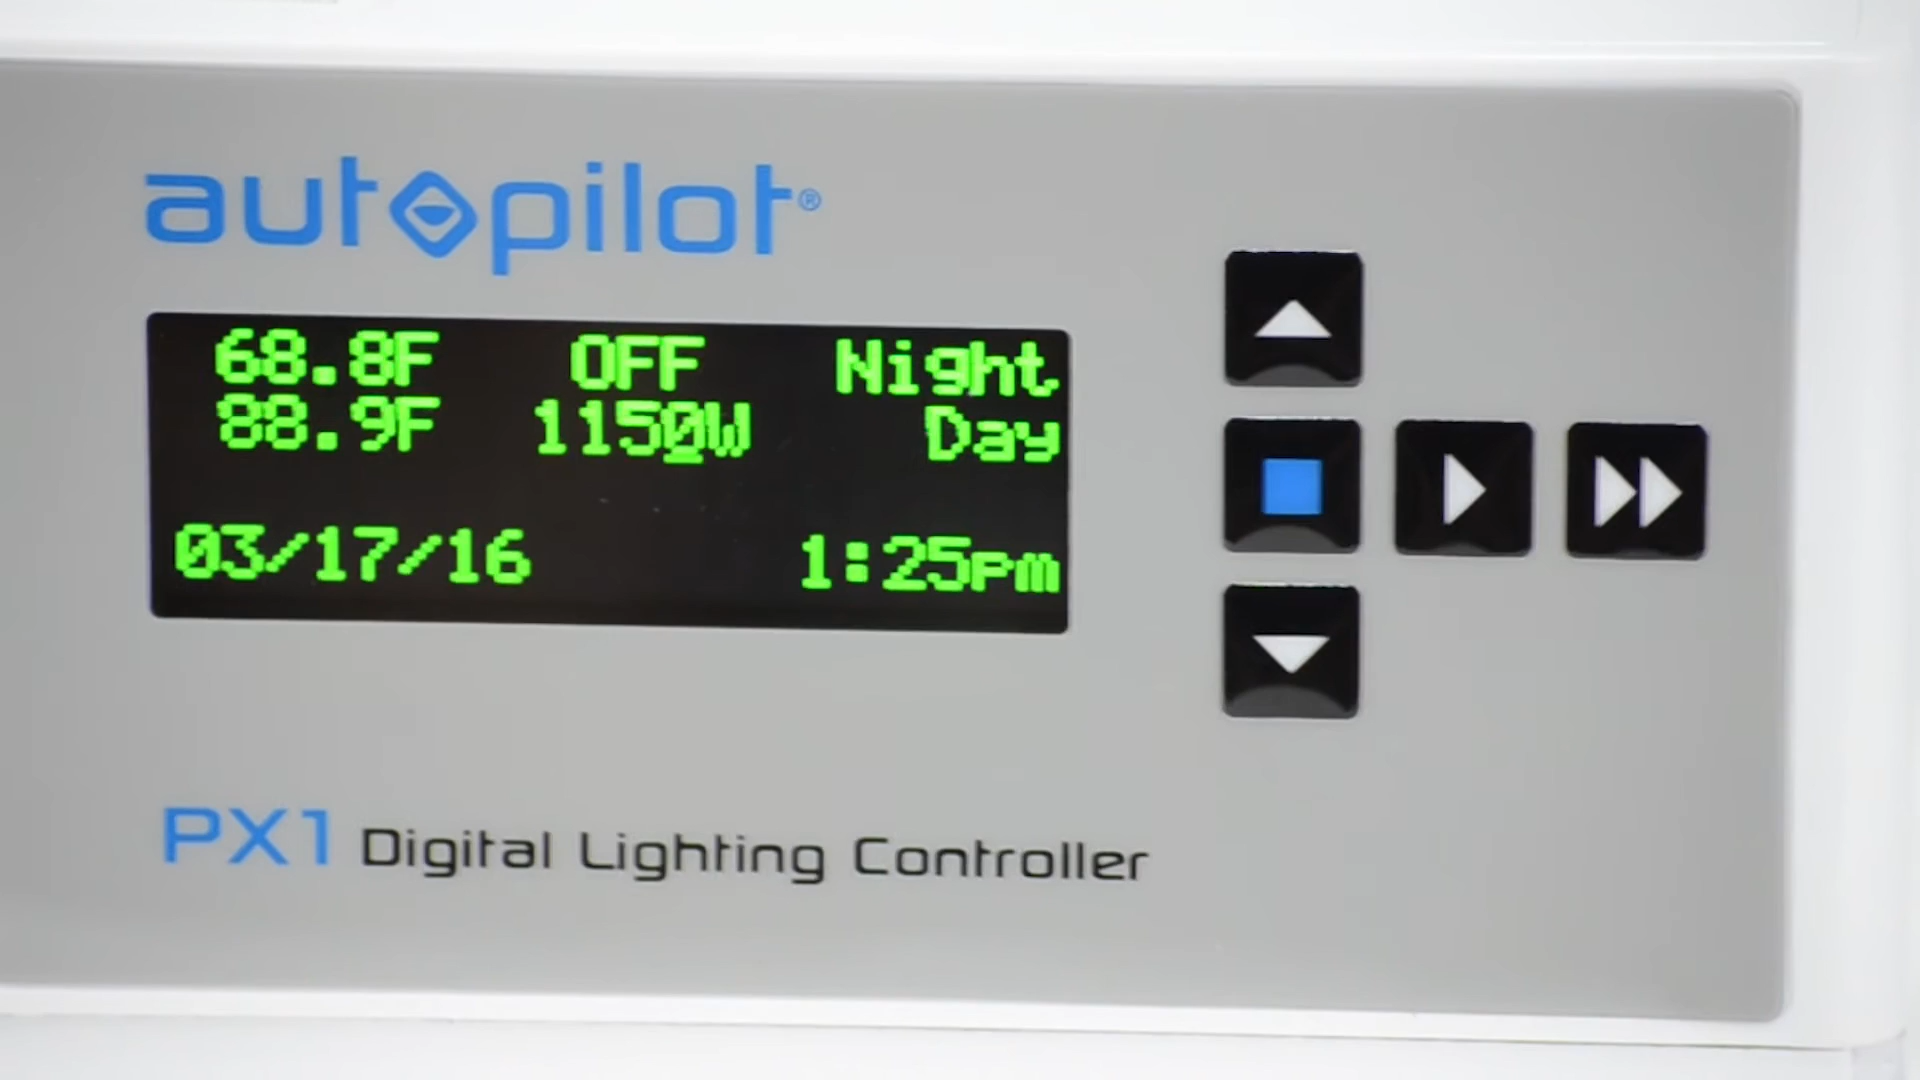 autopilot®
68.8F OFF Night
88.9F 1150W Day
03/17/16 1:25pm
PX1 Digital Lighting Controller